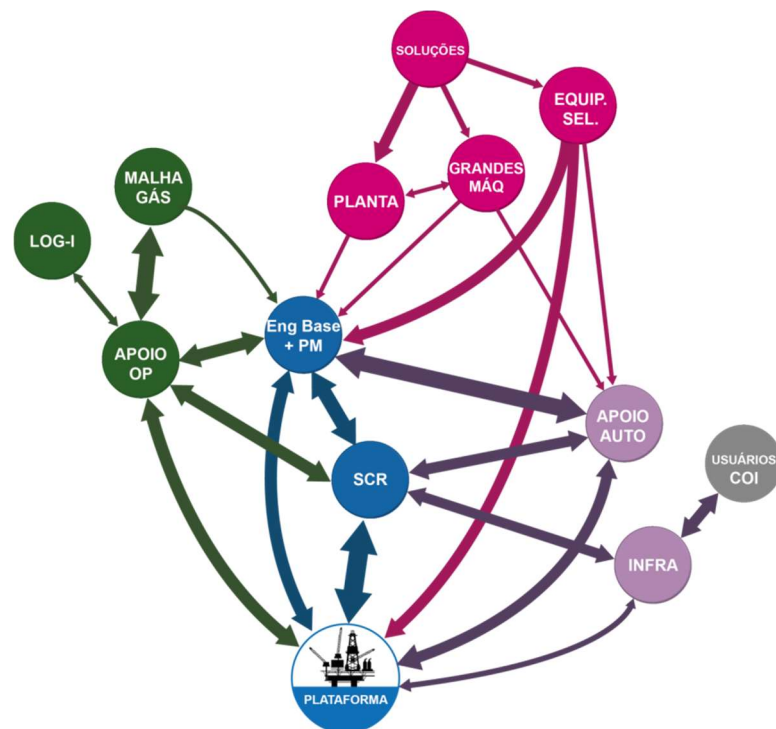 SOLUÇÕES
EQUIP.
SEL.
MALHA
GÁS
GRANDES
MÁQ
PLANTA
LOG-I
Eng Base
+ PM
APOIO
OP
APOIO
AUTO
USUÁRIOS
COI
SCR
INFRA
PLATAFORMA